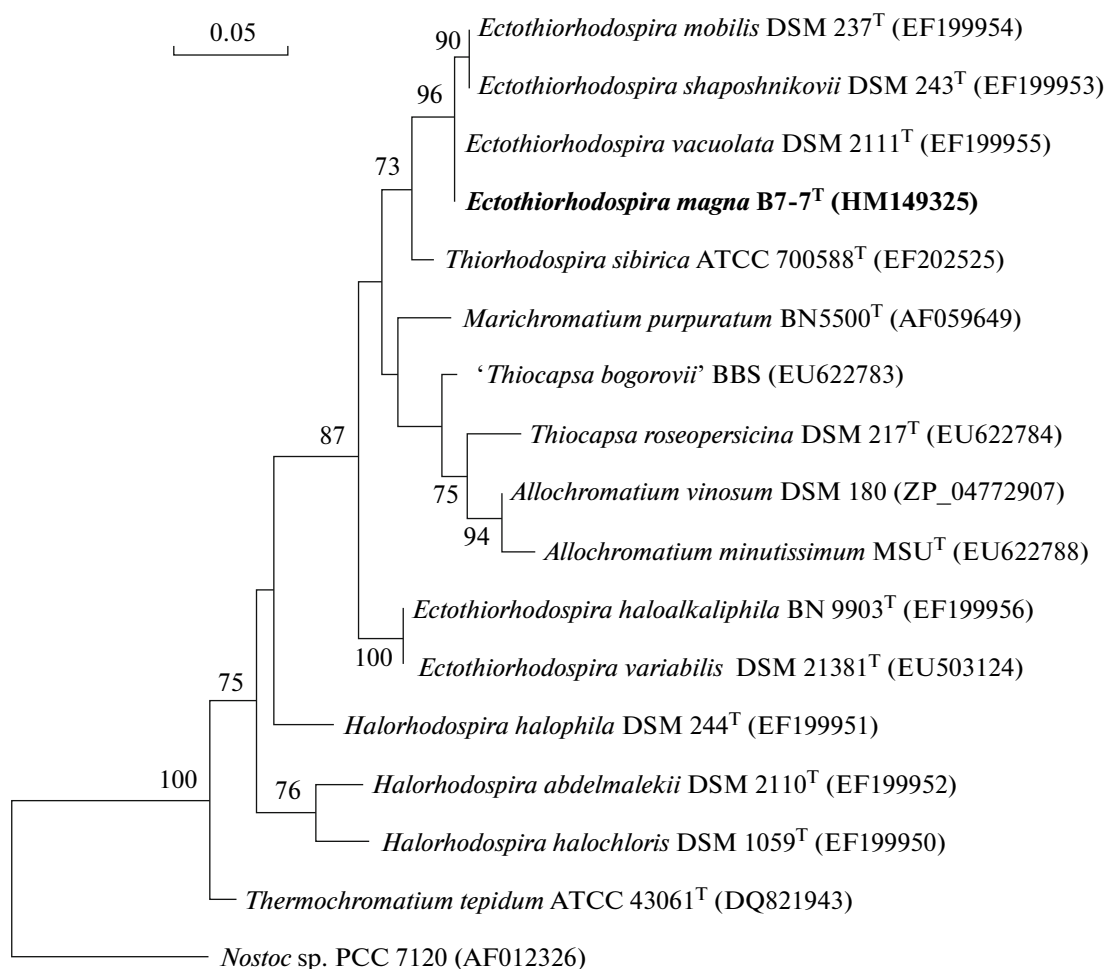 0.05
90
Ectothiorhodospira mobilis DSM 237T (EF199954)
Ectothiorhodospira shaposhnikovii DSM 243T (EF199953)
96
Ectothiorhodospira vacuolata DSM 2111T (EF199955)
73
Ectothiorhodospira magna B7-7T (HM149325)
Thiorhodospira sibirica ATCC 700588T (EF202525)
Marichromatium purpuratum BN5500T (AF059649)
‘Thiocapsa bogorovii’ BBS (EU622783)
87
Thiocapsa roseopersicina DSM 217T (EU622784)
75
Allochromatium vinosum DSM 180 (ZP_04772907)
94
Allochromatium minutissimum MSUT (EU622788)
Ectothiorhodospira haloalkaliphila BN 9903T (EF199956)
100
Ectothiorhodospira variabilis DSM 21381T (EU503124)
75
Halorhodospira halophila DSM 244T (EF199951)
100
76
Halorhodospira abdelmalekii DSM 2110T (EF199952)
Halorhodospira halochloris DSM 1059T (EF199950)
Thermochromatium tepidum ATCC 43061T (DQ821943)
Nostoc sp. PCC 7120 (AF012326)